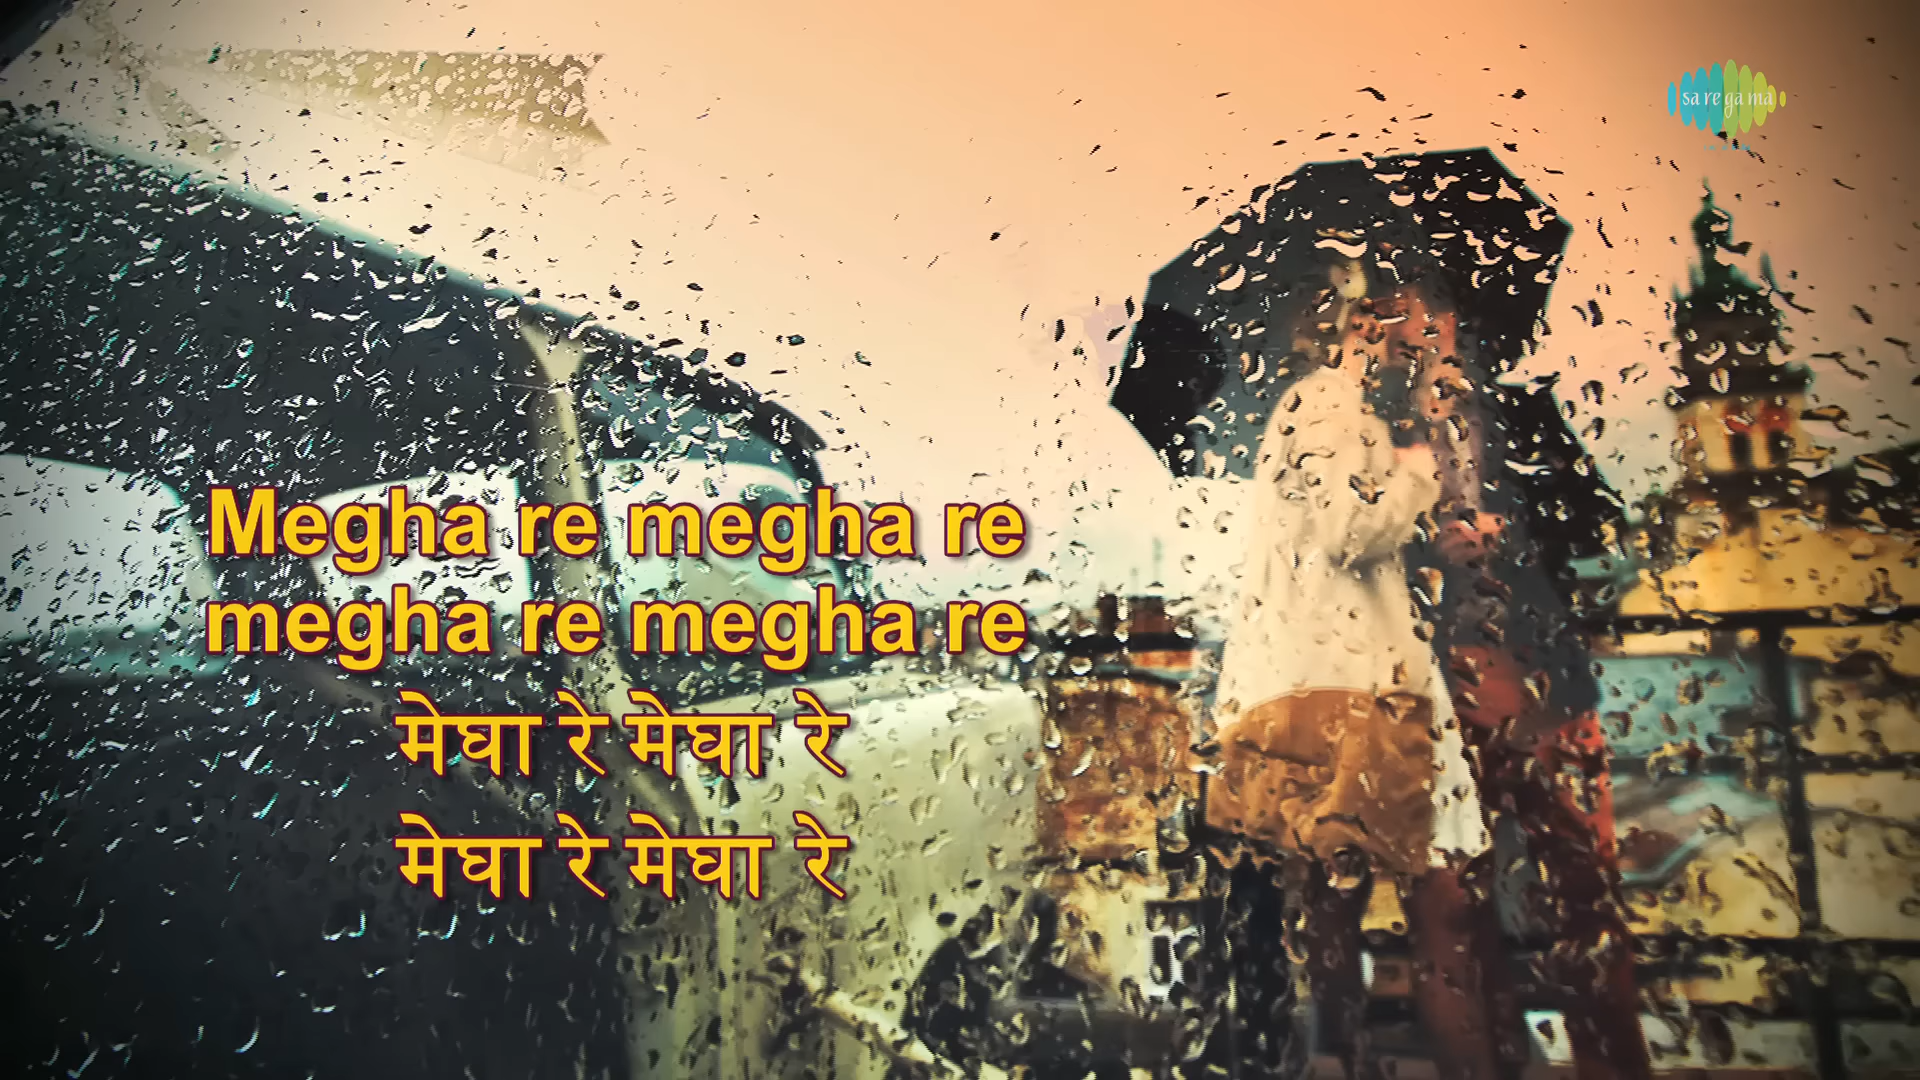 sa re ga ma
Megha re megha re
megha re megha re
मेघा रे मेघा रे
मेघा रे मेघा रे